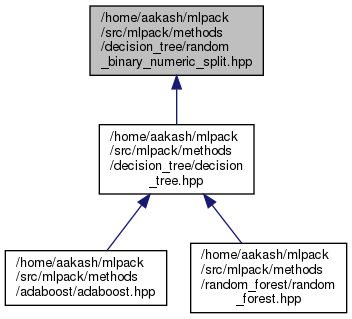 /home/aakash/mlpack
/src/mlpack/methods
/decision_tree/random
_binary_numeric_split.hpp
/home/aakash/mlpack
/src/mlpack/methods
/decision_tree/decision
_tree.hpp
/home/aakash/mlpack
/src/mlpack/methods
/adaboost/adaboost.hpp
/home/aakash/mlpack
/src/mlpack/methods
/random_forest/random
_forest.hpp